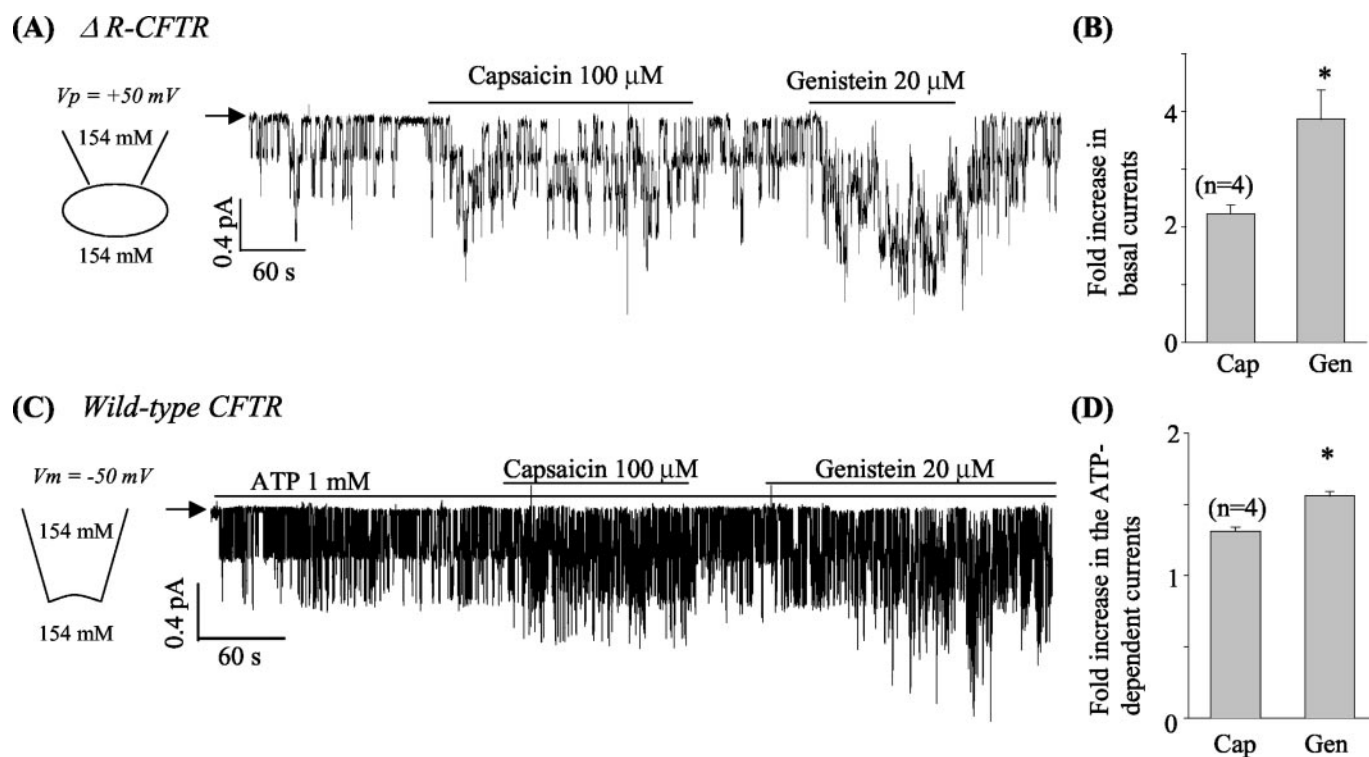 (A) Δ R-CFTR
Vp = +50 mV
154 mM
154 mM
Capsaicin 100 μM
Genistein 20 μM
0.4 pA
60 s
(B)
Fold increase in
basal currents
4
2
0
(n=4)
*
Cap
Gen
(C) Wild-type CFTR
Vm = -50 mV
154 mM
154 mM
ATP 1 mM
Capsaicin 100 μM
Genistein 20 μM
0.4 pA
60 s
(D)
Fold increase in the ATP-
dependent currents
2
1
0
(n=4)
*
Cap
Gen